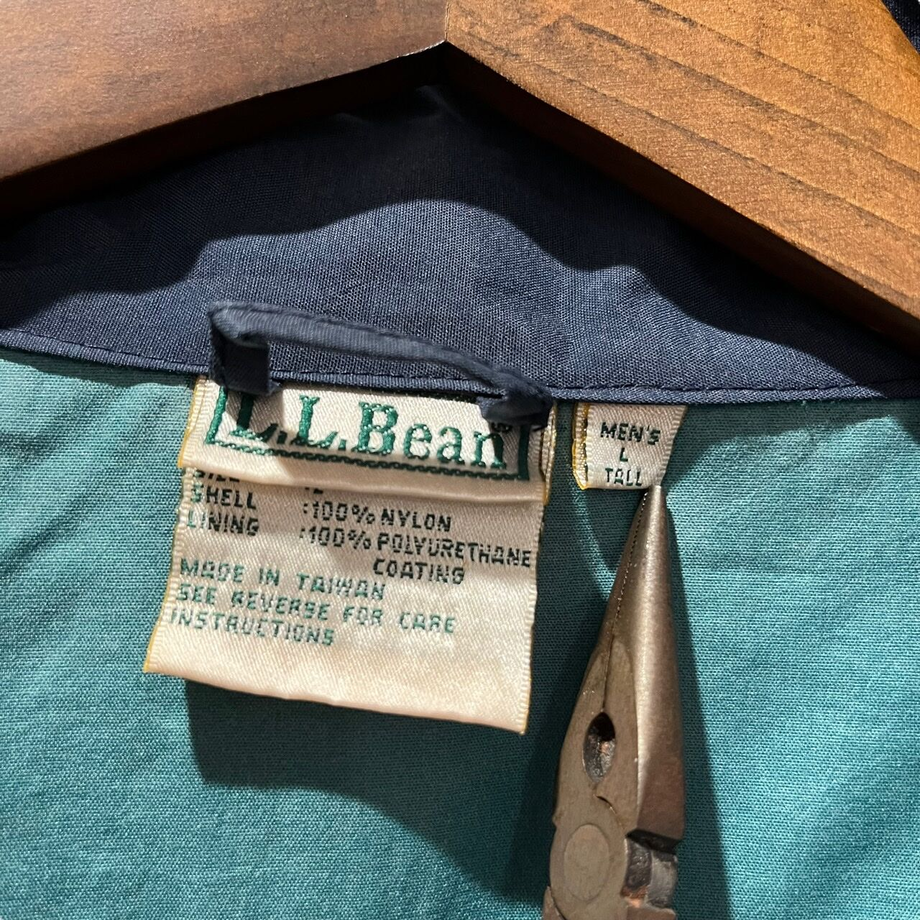 L.L.Bean
MEN'S
L
TALL
SHELL :100% NYLON
LINING :100% POLYURETHANE
COATING
MADE IN TAIWAN
SEE REVERSE FOR CARE
INSTRUCTIONS